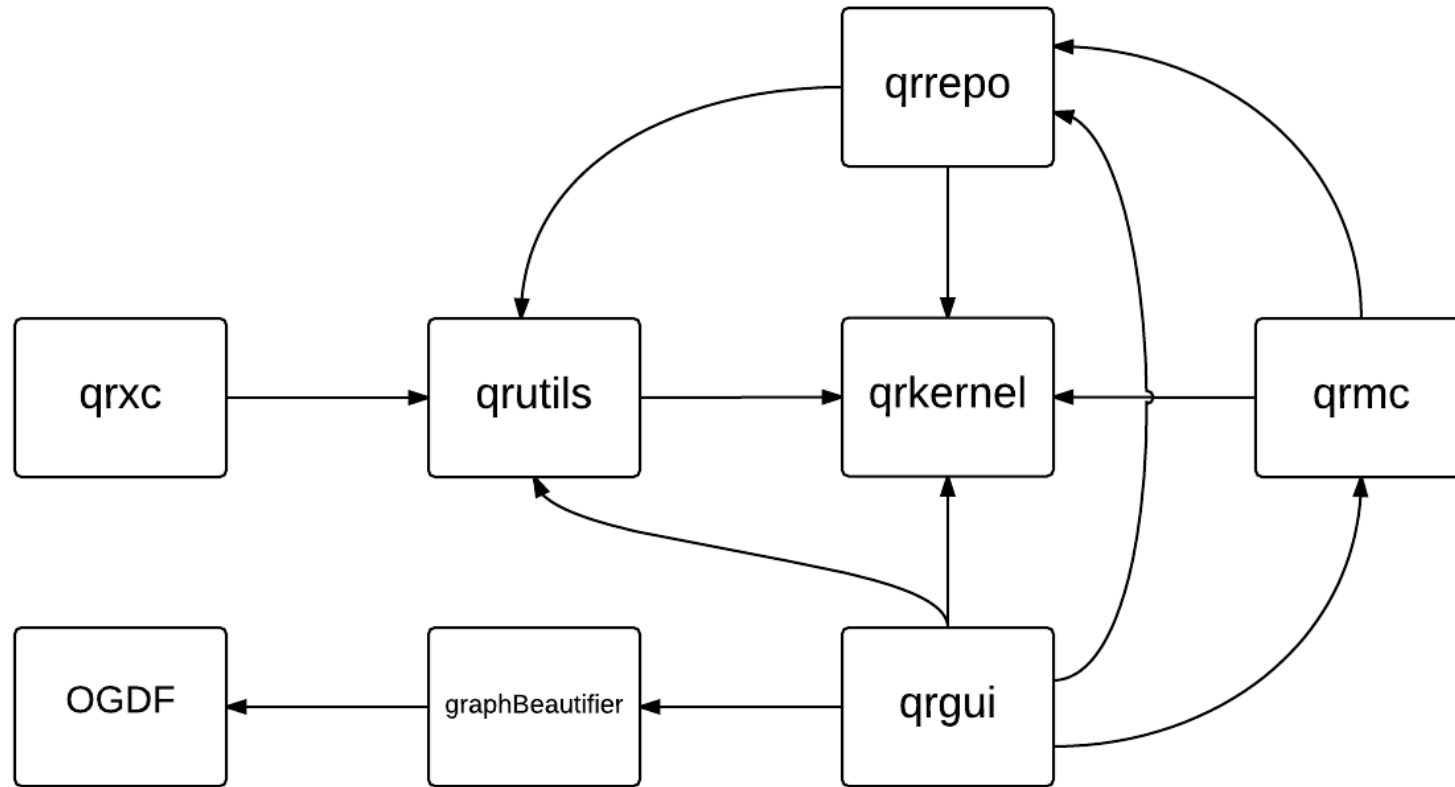 qrrepo
qrxc
qrutils
qrkernel
qrmc
OGDF
graphBeautifier
qrgui